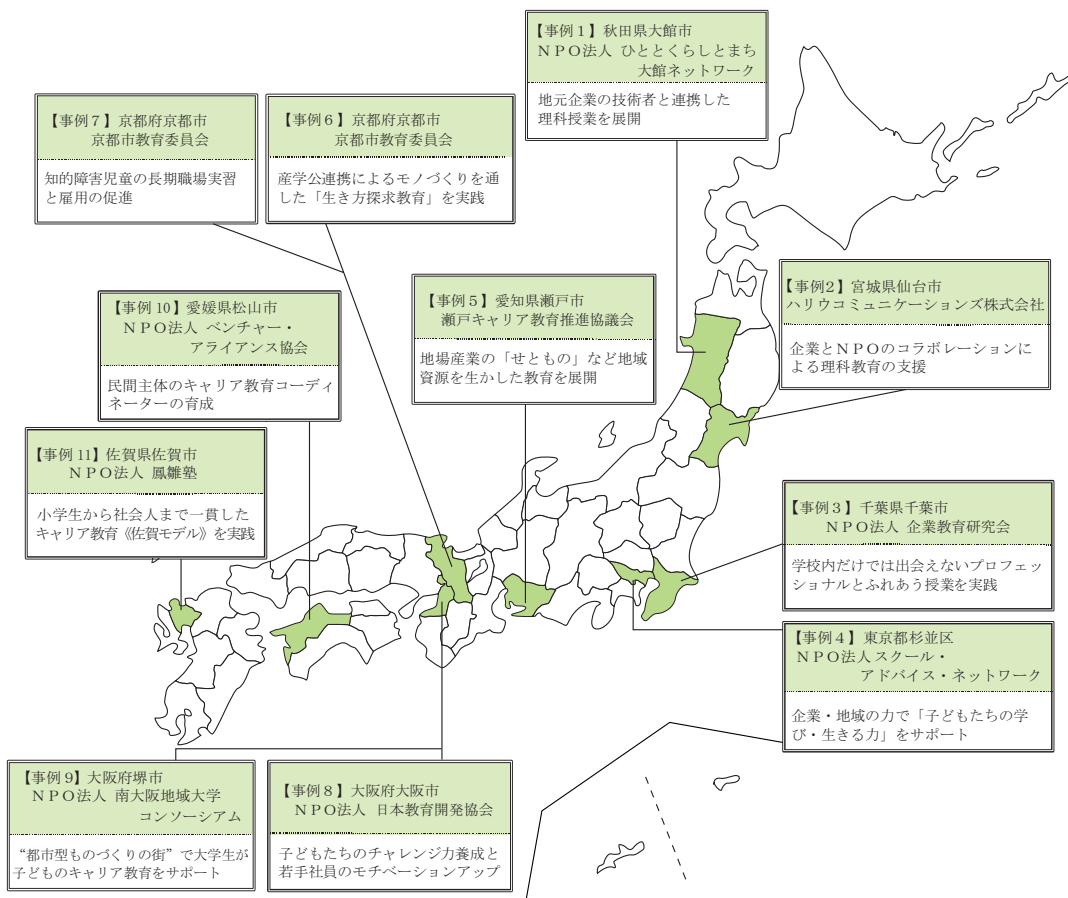 【事例１】秋田県大館市
ＮＰＯ法人 ひととくらしとまち
大館ネットワーク
地元企業の技術者と連携した
理科授業を展開
【事例７】京都府京都市
京都市教育委員会
知的障害児童の長期職場実習
と雇用の促進
【事例６】京都府京都市
京都市教育委員会
産学公連携によるモノづくりを通
した「生き方探求教育」を実践
【事例２】宮城県仙台市
ハリウコミュニケーションズ株式会社
企業とＮＰＯのコラボレーションに
よる理科教育の支援
【事例５】愛知県瀬戸市
瀬戸キャリア教育推進協議会
地場産業の「せともの」など地域
資源を生かした教育を展開
【事例 10】愛媛県松山市
ＮＰＯ法人 ベンチャー・
アライアンス協会
民間主体のキャリア教育コーディ
ネーターの育成
【事例 11】佐賀県佐賀市
ＮＰＯ法人 鳳雛塾
小学生から社会人まで一貫した
キャリア教育《佐賀モデル》を実践
【事例３】千葉県千葉市
ＮＰＯ法人 企業教育研究会
学校内だけでは出会えないプロフェッ
ショナルとふれあう授業を実践
【事例４】東京都杉並区
ＮＰＯ法人スクール・
アドバイス・ネットワーク
企業・地域の力で「子どもたちの学
び・生きる力」をサポート
【事例９】大阪府堺市
ＮＰＯ法人 南大阪地域大学
コンソーシアム
“都市型ものづくりの街”で大学生が
子どものキャリア教育をサポート
【事例８】大阪府大阪市
ＮＰＯ法人 日本教育開発協会
子どもたちのチャレンジ力養成と
若手社員のモチベーションアップ